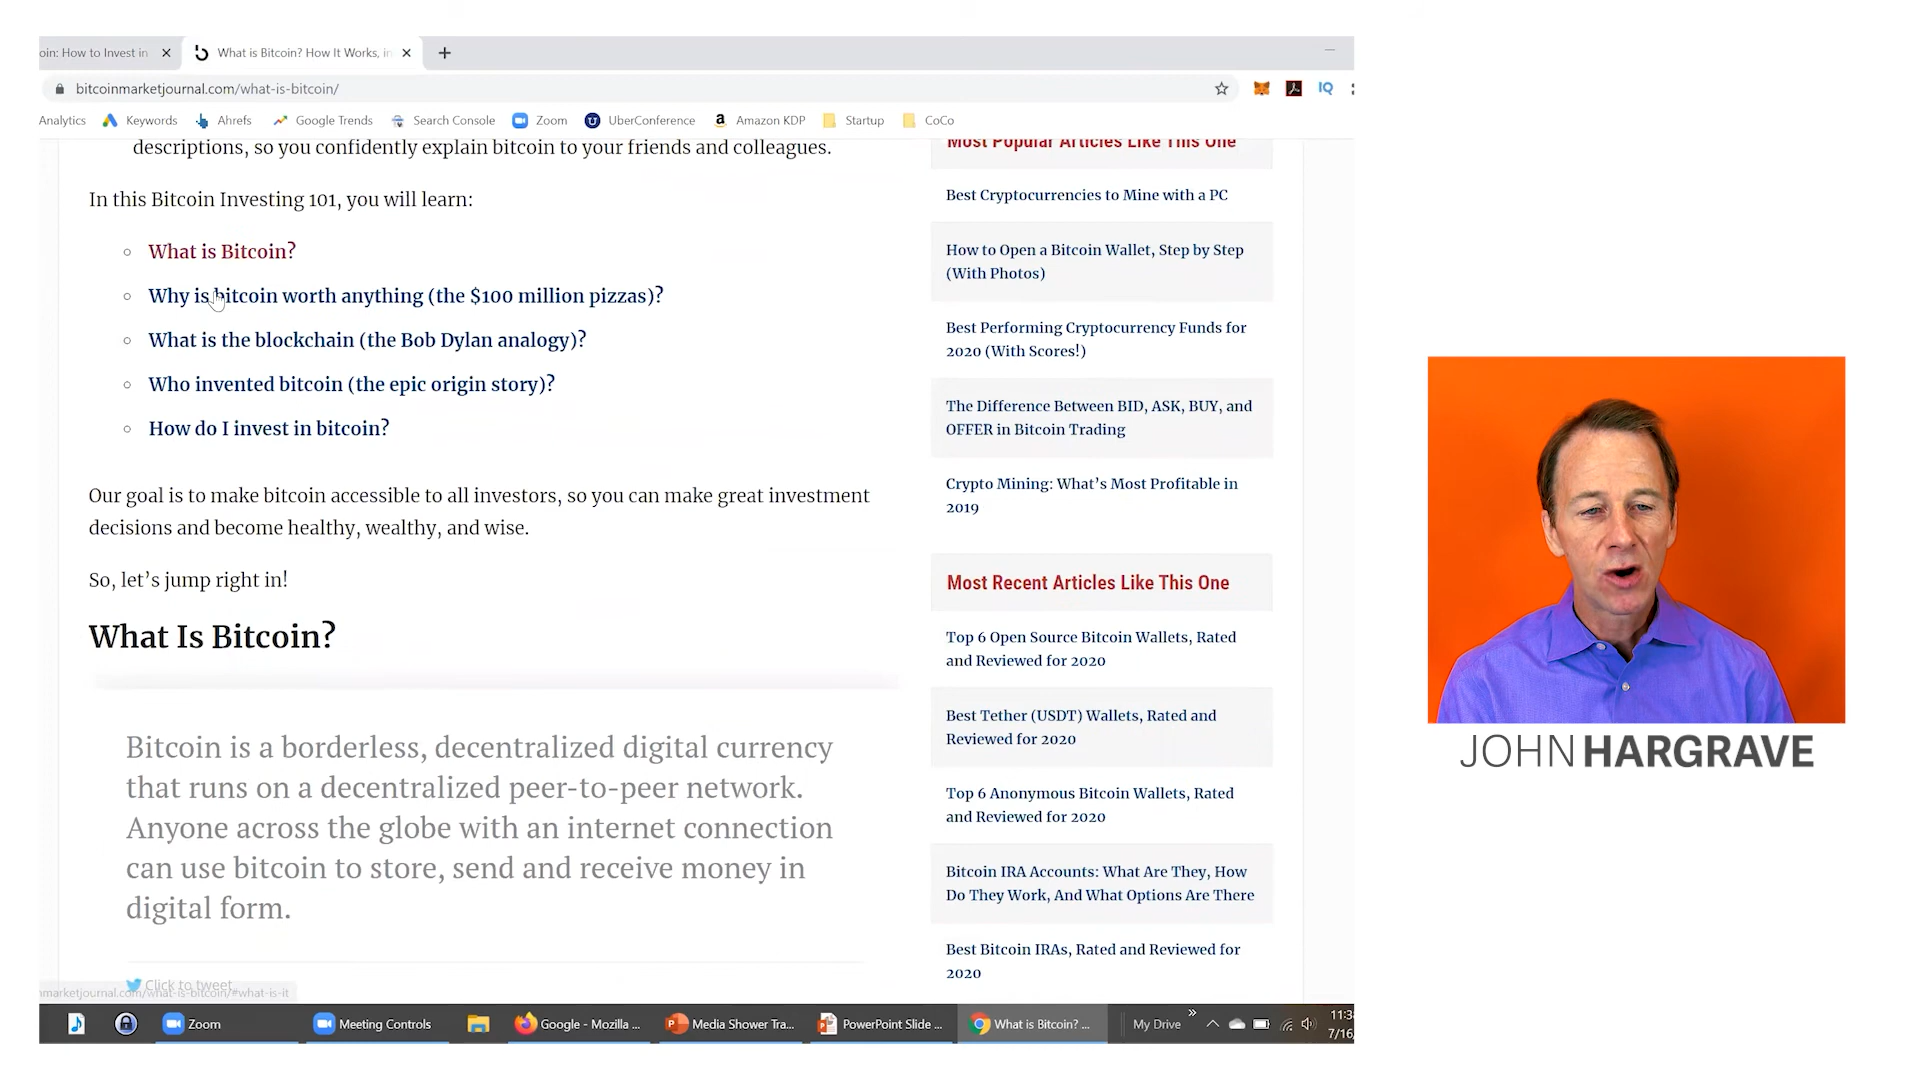 oin: How to Invest in
What is Bitcoin? How It Works, in
bitcoinmarketjournal.com/what-is-bitcoin/
IQ
Analytics Keywords Ahrefs Google Trends Search Console Zoom UberConference Amazon KDP Startup CoCo
descriptions, so you confidently explain bitcoin to your friends and colleagues.
In this Bitcoin Investing 101, you will learn:
What is Bitcoin?
Why is bitcoin worth anything (the $100 million pizzas)?
What is the blockchain (the Bob Dylan analogy)?
Who invented bitcoin (the epic origin story)?
How do I invest in bitcoin?
Our goal is to make bitcoin accessible to all investors, so you can make great investment
decisions and become healthy, wealthy, and wise.
So, let’s jump right in!
What Is Bitcoin?
Bitcoin is a borderless, decentralized digital currency
that runs on a decentralized peer-to-peer network.
Anyone across the globe with an internet connection
can use bitcoin to store, send and receive money in
digital form.
Click to tweet
nmarketjournal.com/what-is-bitcoin/#what-is-it
Most Popular Articles Like This One
Best Cryptocurrencies to Mine with a PC
How to Open a Bitcoin Wallet, Step by Step
(With Photos)
Best Performing Cryptocurrency Funds for
2020 (With Scores!)
The Difference Between BID, ASK, BUY, and
OFFER in Bitcoin Trading
Crypto Mining: What’s Most Profitable in
2019
Most Recent Articles Like This One
Top 6 Open Source Bitcoin Wallets, Rated
and Reviewed for 2020
Best Tether (USDT) Wallets, Rated and
Reviewed for 2020
Top 6 Anonymous Bitcoin Wallets, Rated
and Reviewed for 2020
Bitcoin IRA Accounts: What Are They, How
Do They Work, And What Options Are There
Best Bitcoin IRAs, Rated and Reviewed for
2020
JOHN HARGRAVE
Zoom Meeting Controls Google - Mozilla ... Media Shower Tra... PowerPoint Slide ... What is Bitcoin? ... My Drive
11:3
7/16